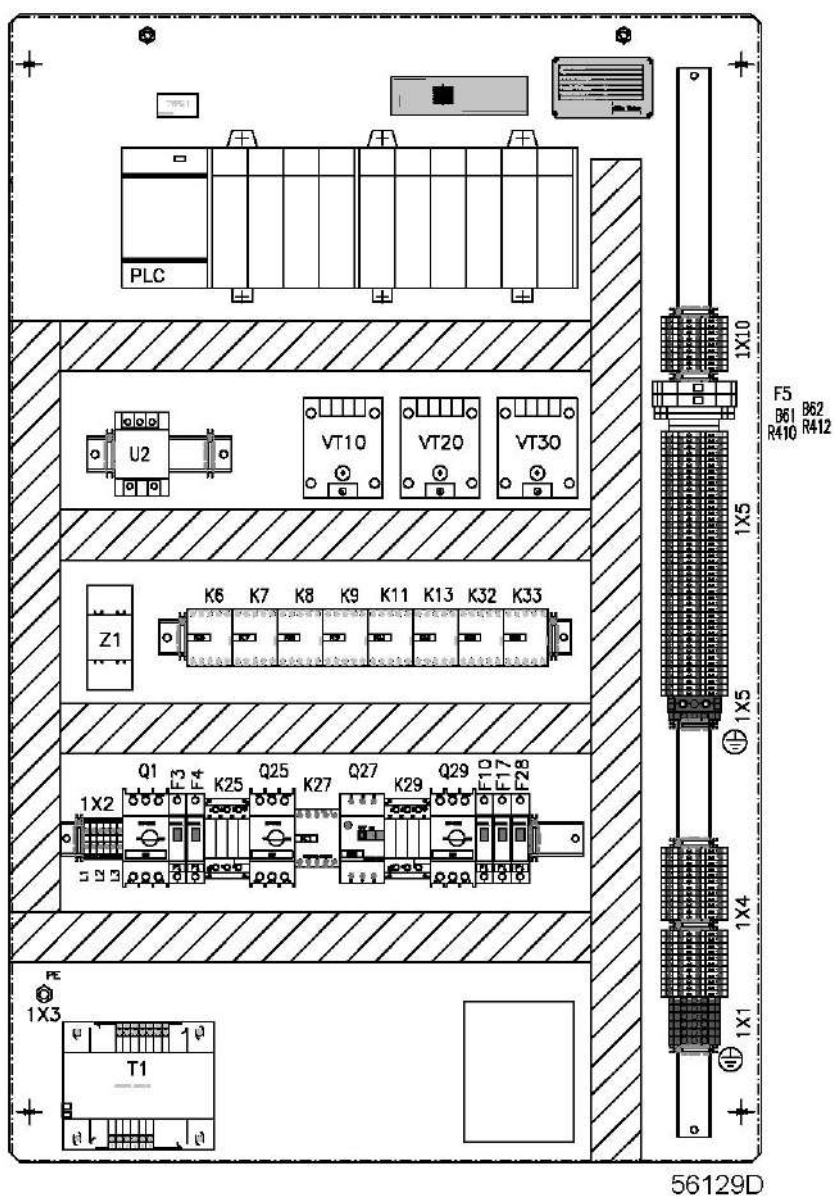 PLC
1X10
F5
B61 B62
R410 R412
U2
VT10 VT20 VT30
1X5
K6 K7 K8 K9 K11 K13 K32 K33
Z1
1X5
Q1 F3 F4 K25 Q25 K27 Q27 K29 Q29 F10 F17 F28
1X2
L1 L2 L3
1X4
PE
1X3
1X1
T1
56129D